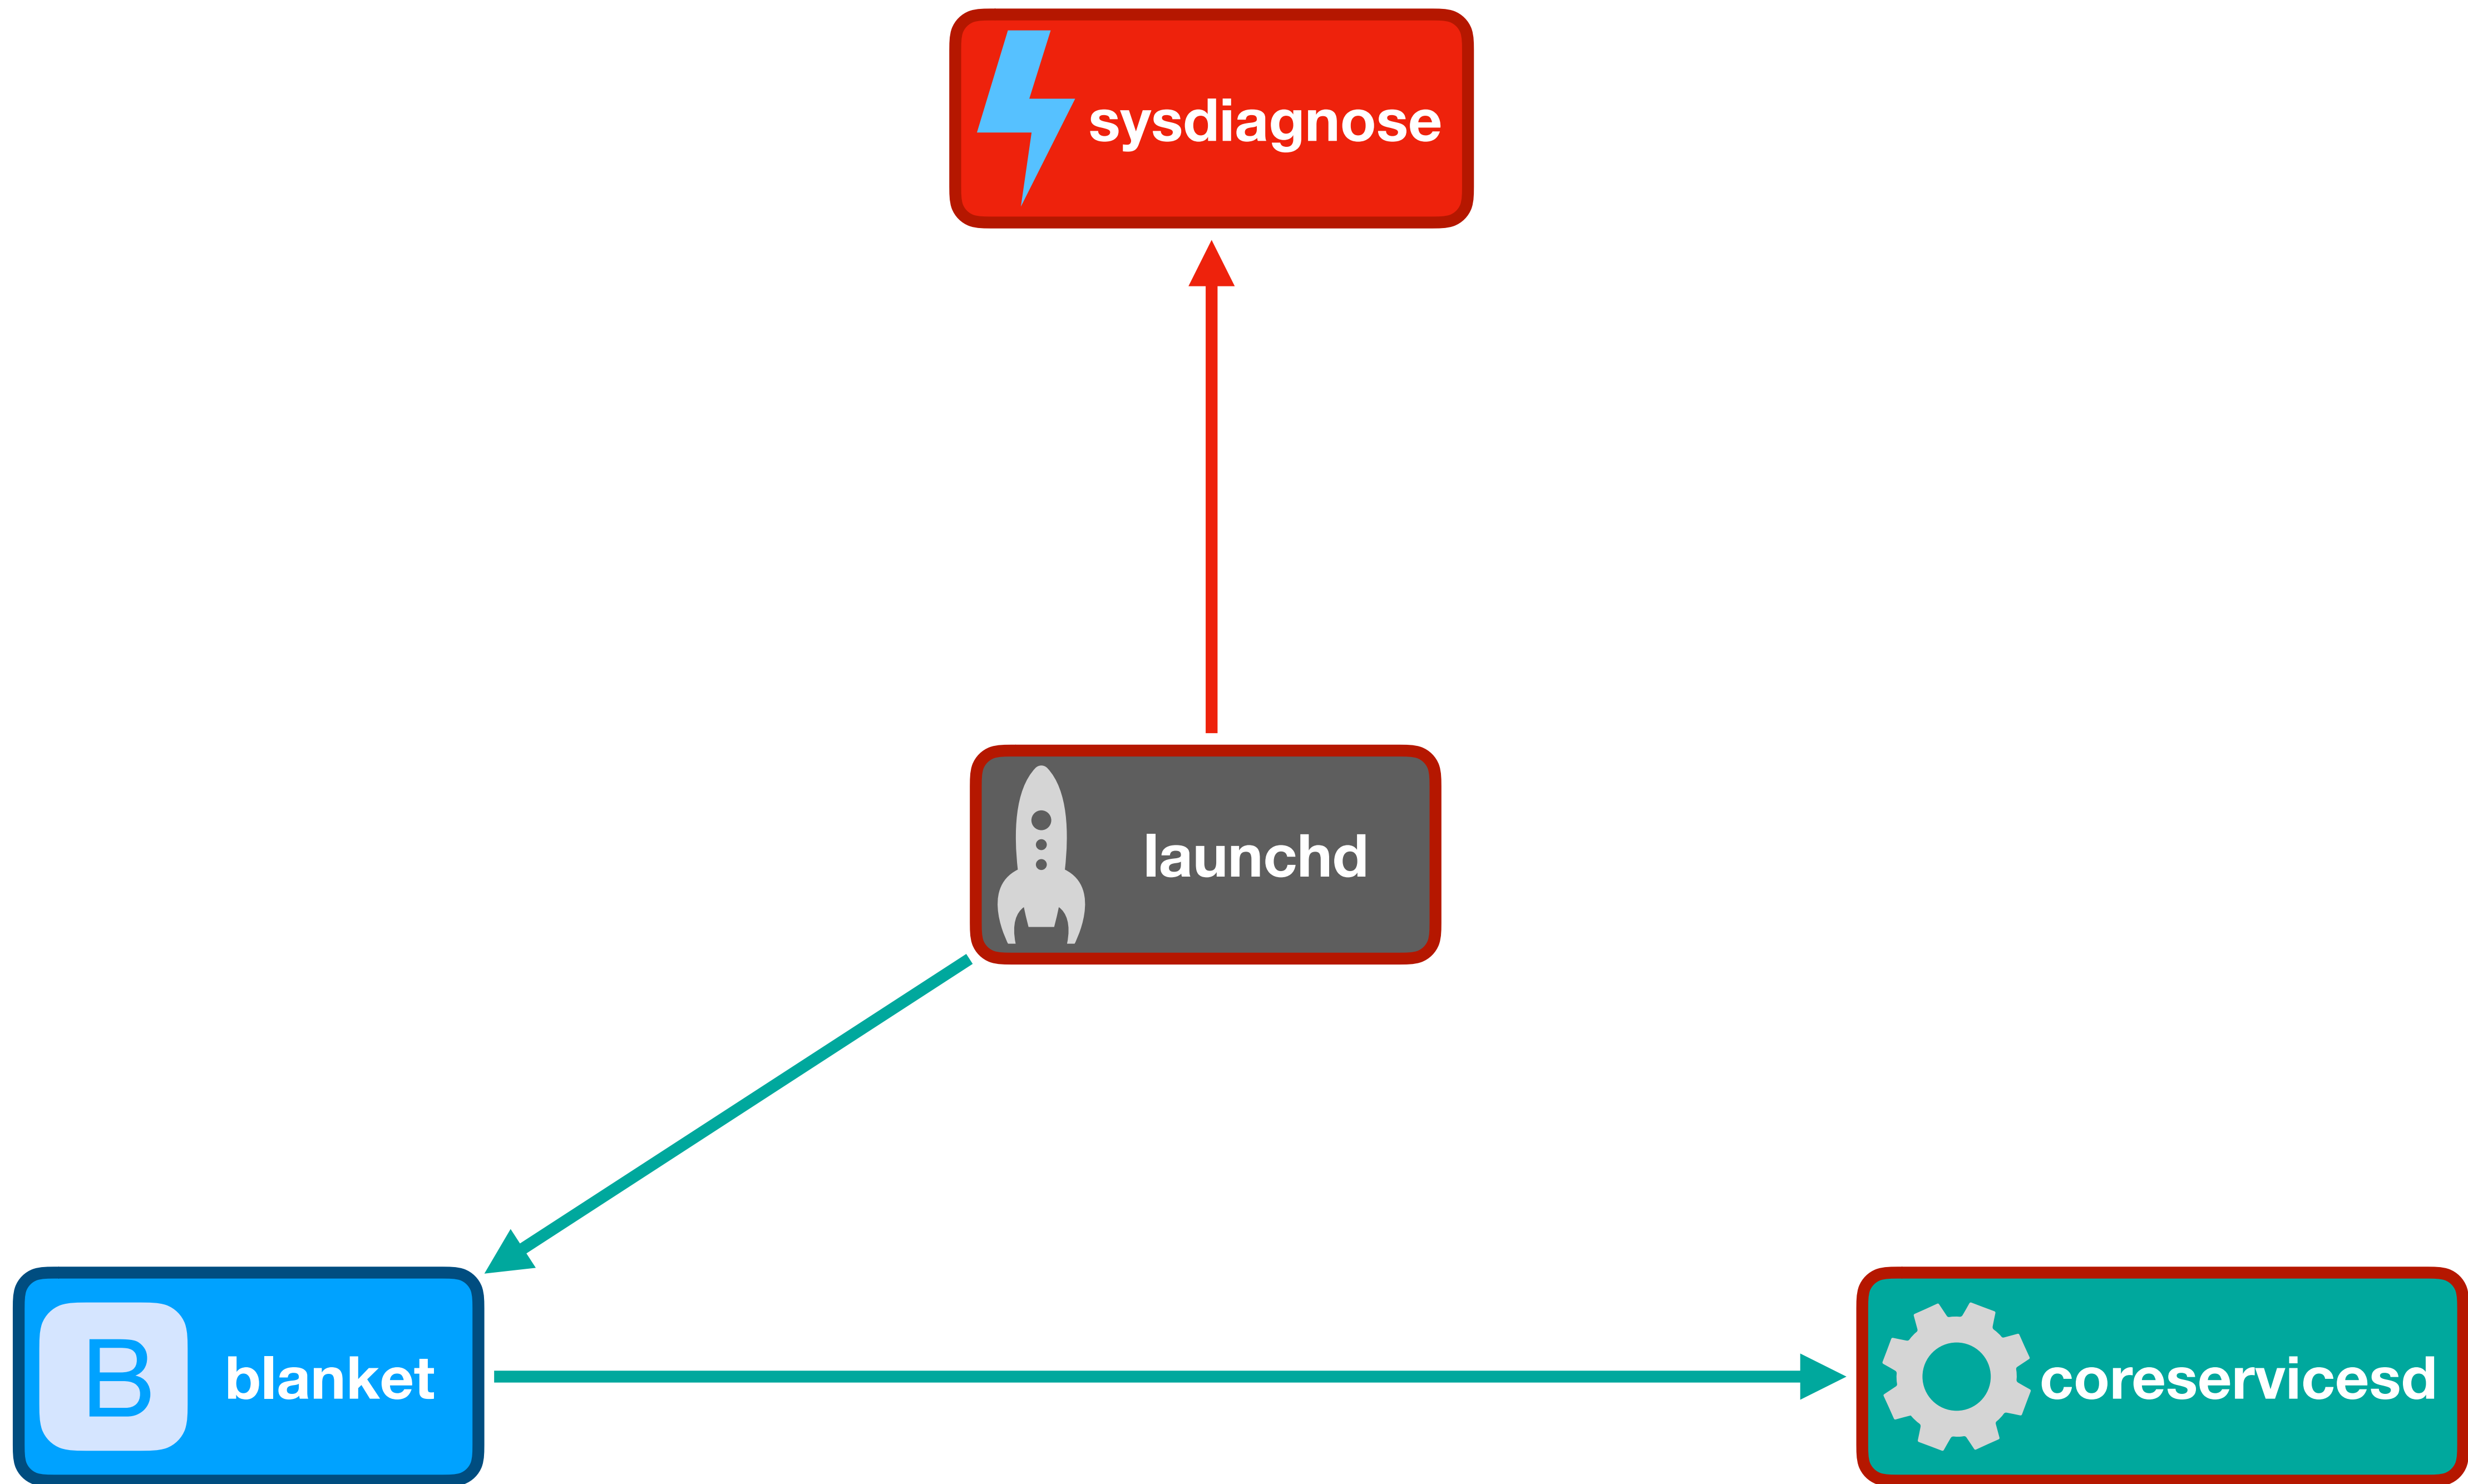 sysdiagnose
launchd
B
blanket
coreservicesd